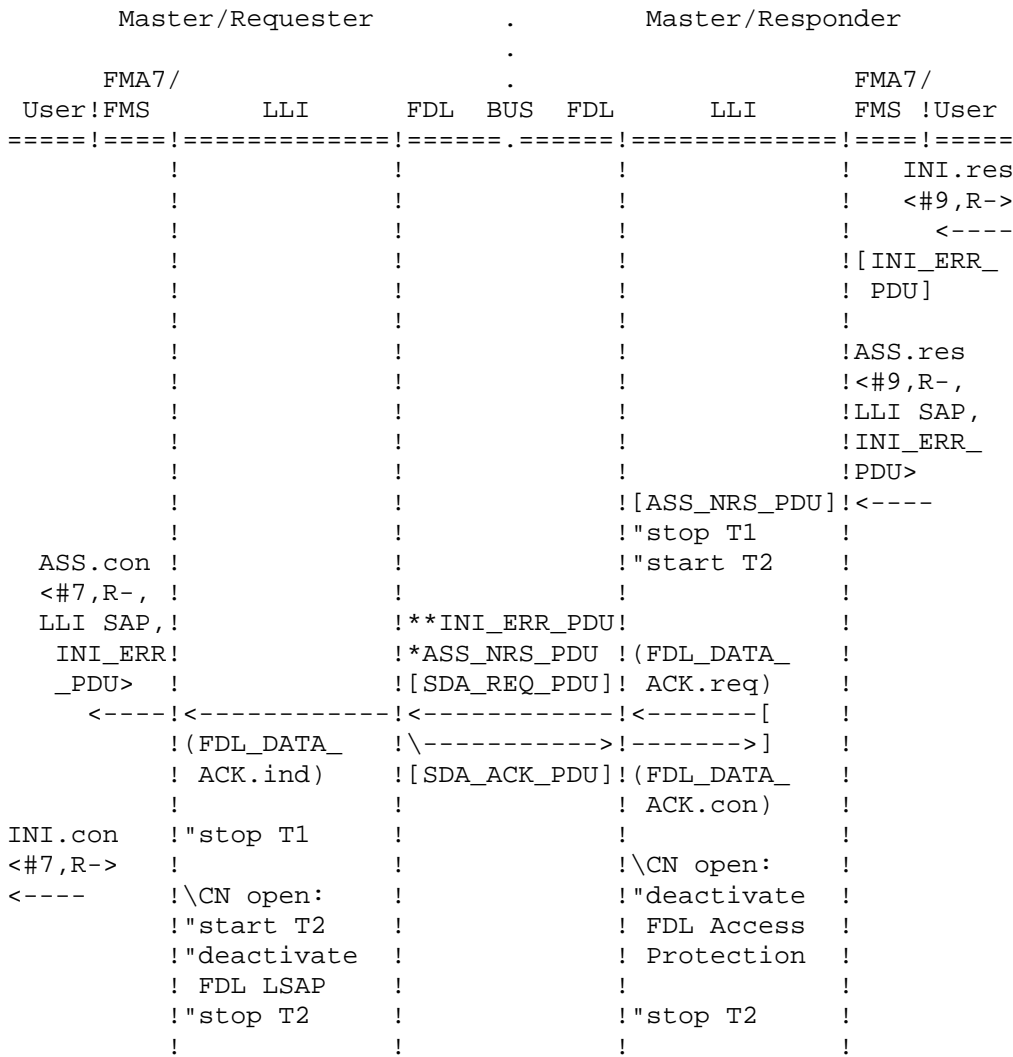 Master/Requester         .        Master/Responder
                                 .
       FMA7/                     .                     FMA7/
 User!FMS       LLI       FDL   BUS   FDL       LLI       FMS !User
=====!====!=============!======.======!=============!====!=====
          !             !             !             !   INI.res
          !             !             !             !   <#9,R->
          !             !             !             !     <----
          !             !             !             ![INI_ERR_
          !             !             !             ! PDU]
          !             !             !             !
          !             !             !             !ASS.res
          !             !             !             !<#9,R-,
          !             !             !             !LLI SAP,
          !             !             !             !INI_ERR_
          !             !             !             !PDU>
          !             !             ![ASS_NRS_PDU]!<----
          !             !             !"stop T1     !
  ASS.con !             !             !"start T2    !
  <#7,R-, !             !             !             !
  LLI SAP,!             !**INI_ERR_PDU!             !
   INI_ERR!             !*ASS_NRS_PDU !(FDL_DATA_   !
   _PDU>  !             ![SDA_REQ_PDU]! ACK.req)    !
     <----!<------------!<------------!<-------[    !
          !(FDL_DATA_   !\----------->!------->]    !
          ! ACK.ind)    ![SDA_ACK_PDU]!(FDL_DATA_   !
          !             !             ! ACK.con)    !
INI.con   !"stop T1     !             !             !
<#7,R->   !             !             !\CN open:    !
<----     !\CN open:    !             !"deactivate  !
          !"start T2    !             ! FDL Access  !
          !"deactivate  !             ! Protection  !
          ! FDL LSAP    !             !             !
          !"stop T2     !             !"stop T2     !
          !             !             !             !